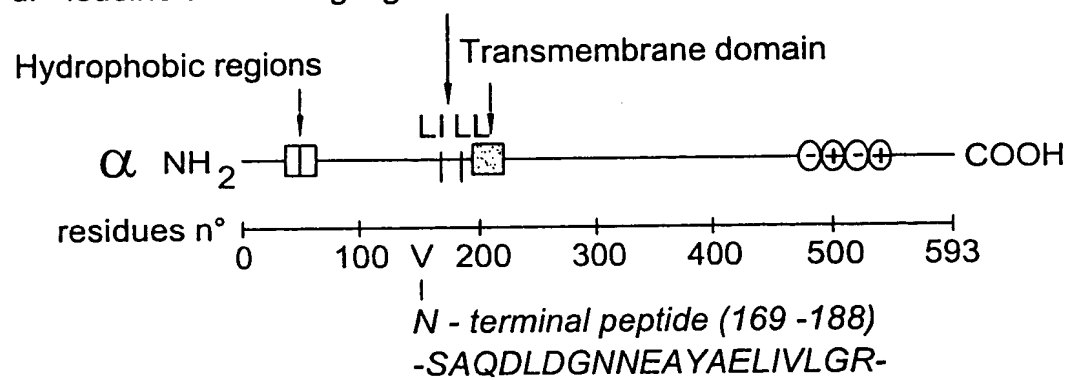 Hydrophobic regions
Transmembrane domain
LI LL
α NH2 - + - + COOH
residues n°
0 100 V 200 300 400 500 593
N - terminal peptide (169 -188)
-SAQDLDGNNEAYAELIVLGR-